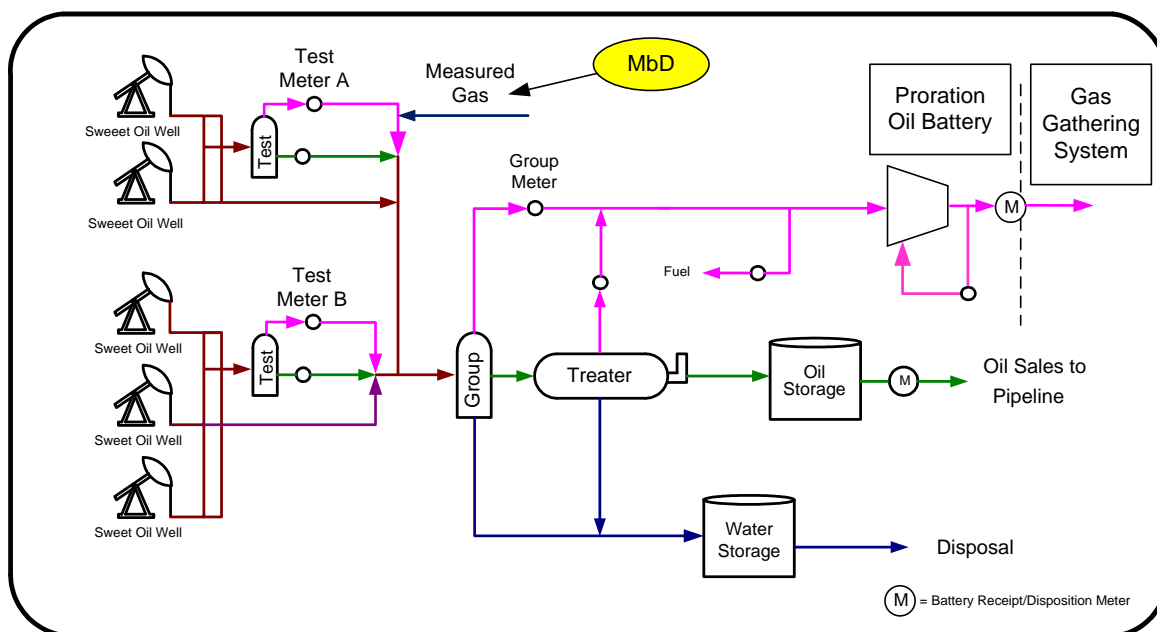 Test
Meter A
Measured
Gas
MbD
Proration
Oil Battery
Gas
Gathering
System
Sweeet Oil Well
Test
Sweeet Oil Well
Group
Meter
M
Fuel
Test
Meter B
Sweet Oil Well
Test
Sweet Oil Well
Sweet Oil Well
Group
Treater
Oil
Storage
M
Oil Sales to
Pipeline
Water
Storage
Disposal
M = Battery Receipt/Disposition Meter